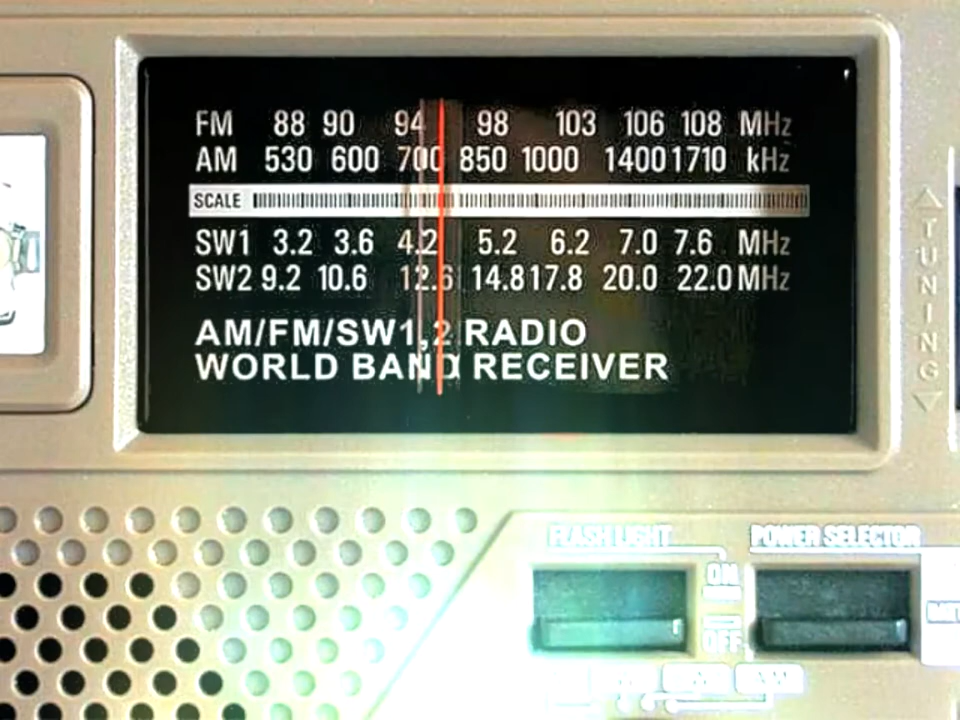 FM 88 90 94 98 103 106 108 MHz
AM 530 600 700 850 1000 1400 1710 kHz
SCALE
SW1 3.2 3.6 4.2 5.2 6.2 7.0 7.6 MHz
SW2 9.2 10.6 12.6 14.8 17.8 20.0 22.0 MHz
AM/FM/SW1,2 RADIO
WORLD BAND RECEIVER
TUNING
FLASHLIGHT
POWER SELECTOR
ON
OFF